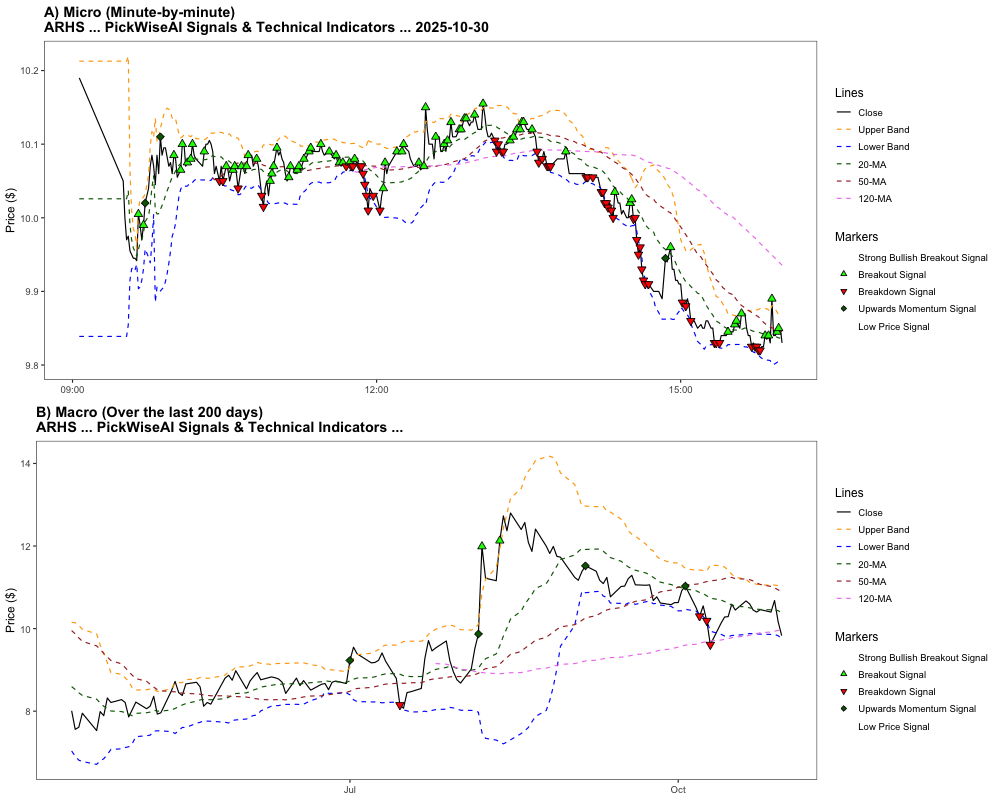 A) Micro (Minute-by-minute)
ARHS ... PickWiseAI Signals & Technical Indicators ... 2025-10-30
10.2
10.1
10.0
9.9
9.8
Price ($)
09:00
12:00
15:00
Lines
Close
Upper Band
Lower Band
20-MA
50-MA
120-MA
Markers
Strong Bullish Breakout Signal
Breakout Signal
Breakdown Signal
Upwards Momentum Signal
Low Price Signal
B) Macro (Over the last 200 days)
ARHS ... PickWiseAI Signals & Technical Indicators ...
14
12
10
8
Price ($)
Jul
Oct
Lines
Close
Upper Band
Lower Band
20-MA
50-MA
120-MA
Markers
Strong Bullish Breakout Signal
Breakout Signal
Breakdown Signal
Upwards Momentum Signal
Low Price Signal